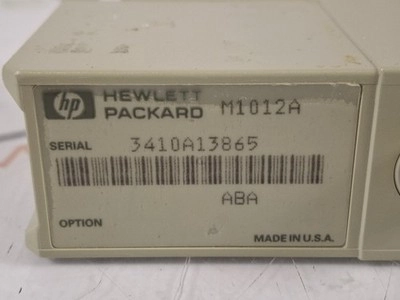 hp HEWLETT
PACKARD M1012A
SERIAL 3410A13865
ABA
OPTION
MADE IN U.S.A.